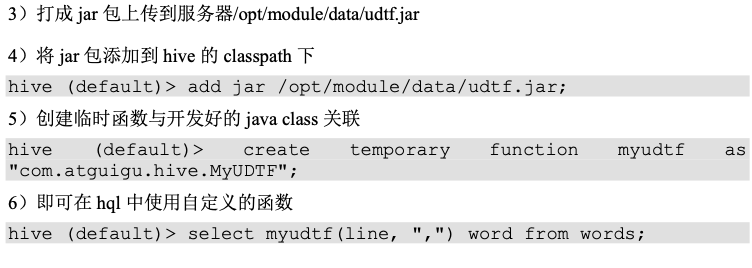 3）打成 jar 包上传到服务器/opt/module/data/udtf.jar
4）将 jar 包添加到 hive 的 classpath 下
hive (default)> add jar /opt/module/data/udtf.jar;
5）创建临时函数与开发好的 java class 关联
hive (default)> create temporary function myudtf as
"com.atguigu.hive.MyUDTF";
6）即可在 hql 中使用自定义的函数
hive (default)> select myudtf(line, ",") word from words;